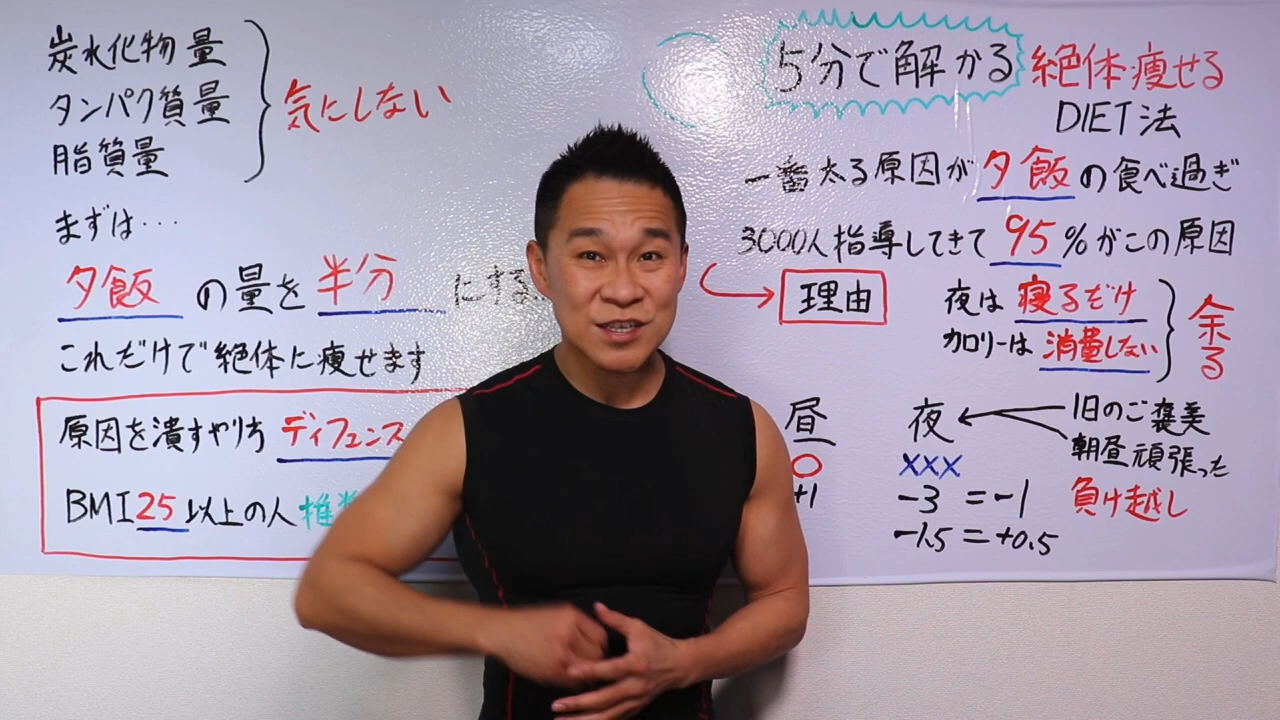 炭水化物量
タンパク質量
脂質量
気にしない
まずは…
夕飯の量を半分にする
これだけで絶体に痩せます
原因を潰すやり方 ディフェンス
BMI25以上の人
5分で解かる絶体痩せる
DIET法
一番太る原因が夕飯の食べ過ぎ
3000人指導してきて95%がこの原因
理由
夜は寝るだけ
カロリーは消費しない
余る
昼
○
+1
夜
×××
-3 =-1
-1.5=+0.5
1日のご褒美
朝昼頑張った
負け越し